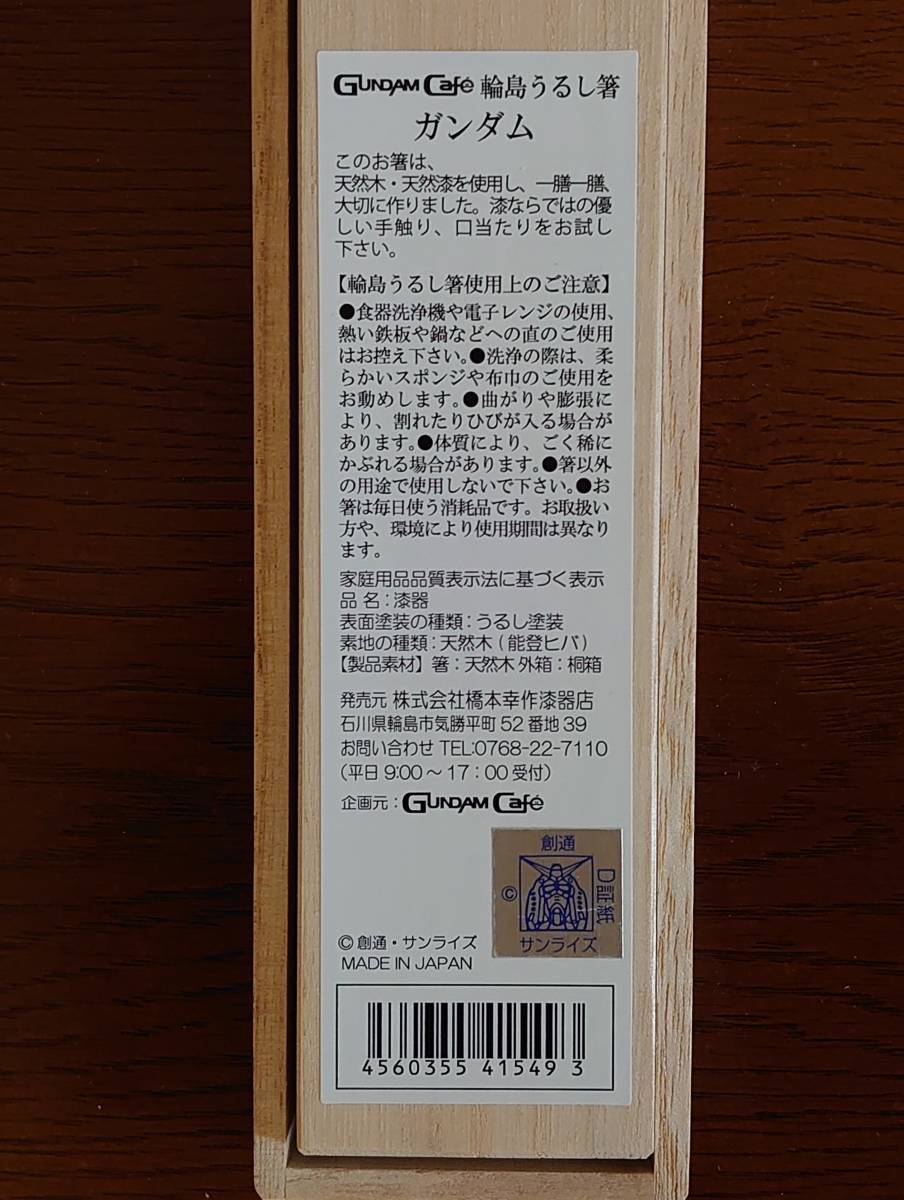 GUNDAM Café 輪島うるし箸
ガンダム
このお箸は、
天然木・天然漆を使用し、一膳一膳、
大切に作りました。漆ならではの優
しい手触り、口当たりをお試し
下さい。
【輪島うるし箸使用上のご注意】
●食器洗浄機や電子レンジの使用、
熱い鉄板や鍋などへの直のご使用
はお控え下さい。●洗浄の際は、柔
らかいスポンジや布巾のご使用を
お勧めします。●曲がりや膨張に
より、割れたりひびが入る場合が
あります。●体質により、ごく稀に
かぶれる場合があります。●箸以外
の用途で使用しないで下さい。●お
箸は毎日使う消耗品です。お取扱い
方や、環境により使用期間は異なり
ます。
家庭用品品質表示法に基づく表示
品 名：漆器
表面塗装の種類：うるし塗装
素地の種類：天然木（能登ヒバ）
【製品素材】箸：天然木 外箱：桐箱
発売元 株式会社橋本幸作漆器店
石川県輪島市気勝平町 52 番地 39
お問い合わせ TEL:0768-22-7110
（平日 9:00～17：00 受付）
企画元：GUNDAM Café
創通
©
D証紙
サンライズ
© 創通・サンライズ
MADE IN JAPAN
4560355 41549 3